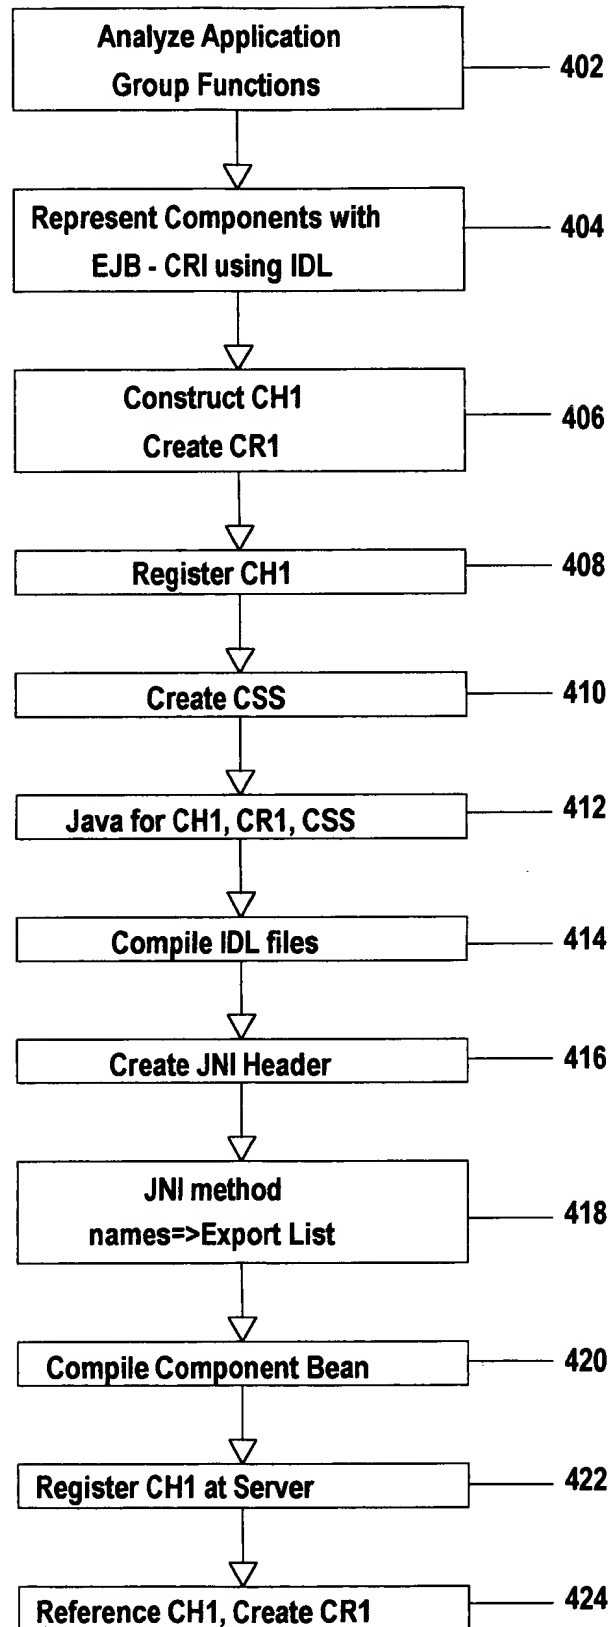 Analyze Application
Group Functions
402
Represent Components with
EJB - CRI using IDL
404
Construct CH1
Create CR1
406
Register CH1
408
Create CSS
410
Java for CH1, CR1, CSS
412
Compile IDL files
414
Create JNI Header
416
JNI method
names=>Export List
418
Compile Component Bean
420
Register CH1 at Server
422
Reference CH1, Create CR1
424